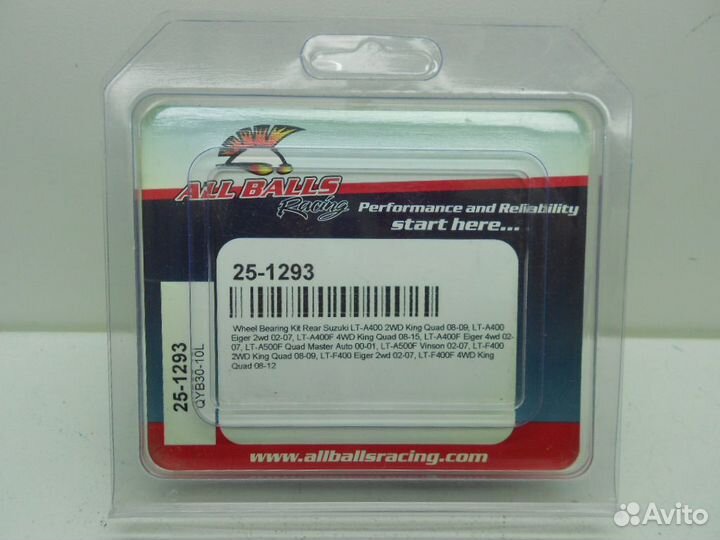 ALL BALLS
Racing
Performance and Reliability
start here...
25-1293
Wheel Bearing Kit Rear Suzuki LT-A400 2WD King Quad 08-09, LT-A400
Eiger 2wd 02-07, LT-A400F 4WD King Quad 08-15, LT-A400F Eiger 4wd 02-
07, LT-A500F Quad Master Auto 00-01, LT-A500F Vinson 02-07, LT-F400
2WD King Quad 08-09, LT-F400 Eiger 2wd 02-07, LT-F400F 4WD King
Quad 08-12
25-1293
QYB30-10L
www.allballsracing.com
Avito